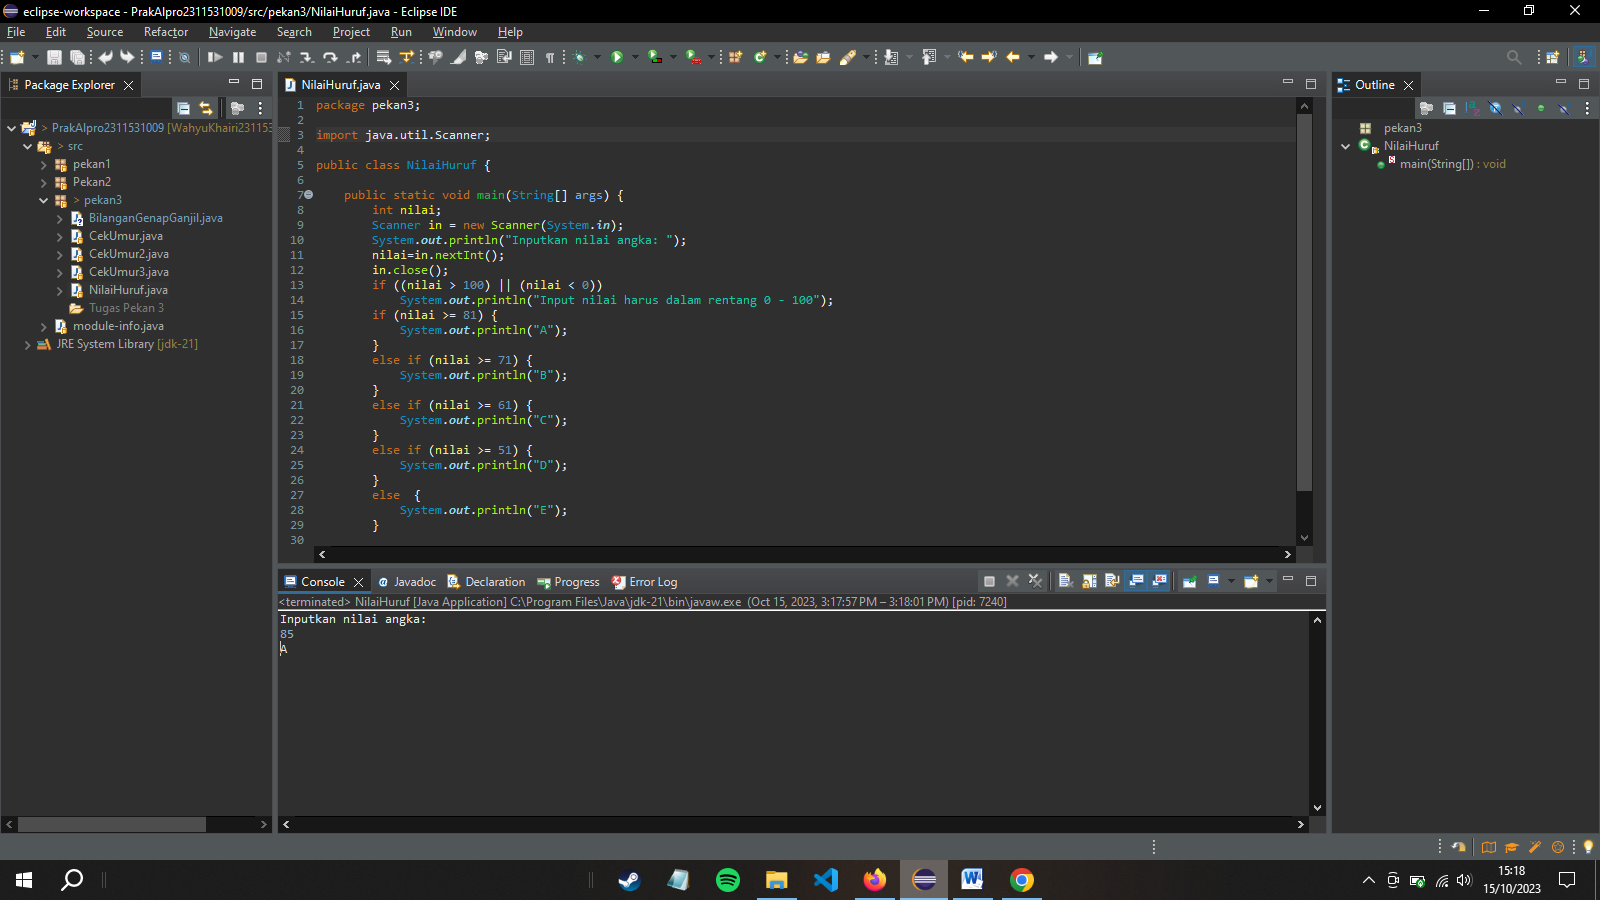 eclipse-workspace - PrakAlpro2311531009/src/pekan3/NilaiHuruf.java - Eclipse IDE
File Edit Source Refactor Navigate Search Project Run Window Help
Package Explorer
PrakAlpro2311531009 [WahyuKhairi231153
src
pekan1
Pekan2
pekan3
BilanganGenapGanjil.java
CekUmur.java
CekUmur2.java
CekUmur3.java
NilaiHuruf.java
Tugas Pekan 3
module-info.java
JRE System Library [jdk-21]
NilaiHuruf.java
1 package pekan3;
2
3 import java.util.Scanner;
4
5 public class NilaiHuruf {
6
7 public static void main(String[] args) {
8 int nilai;
9 Scanner in = new Scanner(System.in);
10 System.out.println("Inputkan nilai angka: ");
11 nilai=in.nextInt();
12 in.close();
13 if ((nilai > 100) || (nilai < 0))
14 System.out.println("Input nilai harus dalam rentang 0 - 100");
15 if (nilai >= 81) {
16 System.out.println("A");
17 }
18 else if (nilai >= 71) {
19 System.out.println("B");
20 }
21 else if (nilai >= 61) {
22 System.out.println("C");
23 }
24 else if (nilai >= 51) {
25 System.out.println("D");
26 }
27 else  {
28 System.out.println("E");
29 }
30
Outline
pekan3
NilaiHuruf
main(String[]) : void
Console Javadoc Declaration Progress Error Log
<terminated> NilaiHuruf [Java Application] C:\Program Files\Java\jdk-21\bin\javaw.exe (Oct 15, 2023, 3:17:57 PM – 3:18:01 PM) [pid: 7240]
Inputkan nilai angka:
85
A
15:18
15/10/2023